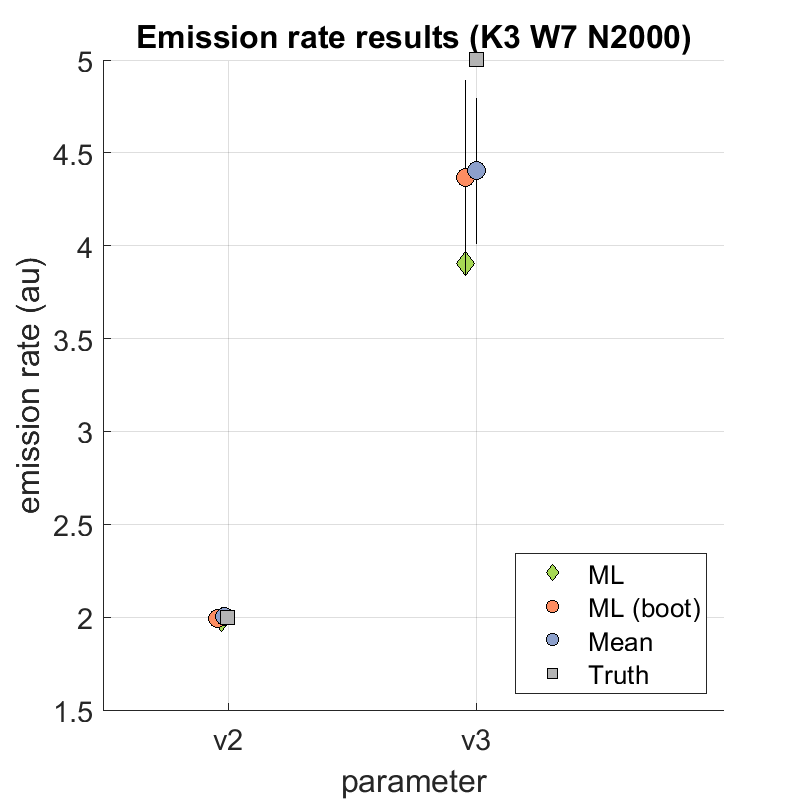 Emission rate results (K3 W7 N2000)
5
4.5
4
3.5
3
2.5
2
1.5
emission rate (au)
v2
v3
parameter
ML
ML (boot)
Mean
Truth